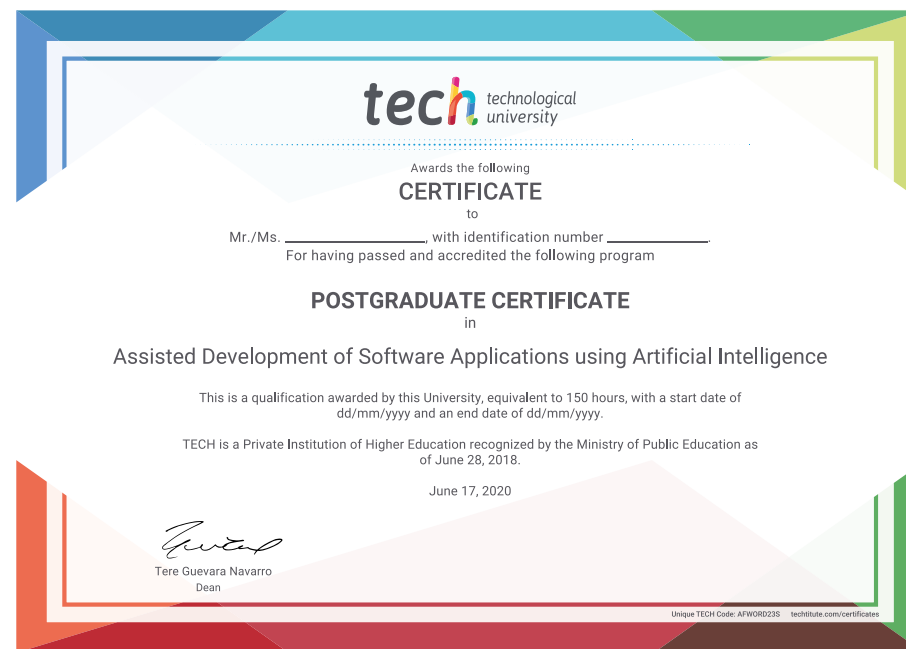 tech technological
university
Awards the following
CERTIFICATE
to
Mr./Ms. ____________________, with identification number ______________.
For having passed and accredited the following program
POSTGRADUATE CERTIFICATE
in
Assisted Development of Software Applications using Artificial Intelligence
This is a qualification awarded by this University, equivalent to 150 hours, with a start date of
dd/mm/yyyy and an end date of dd/mm/yyyy.
TECH is a Private Institution of Higher Education recognized by the Ministry of Public Education as
of June 28, 2018.
June 17, 2020
Tere Guevara Navarro
Dean
Unique TECH Code: AFWORD23S techtitute.com/certificates